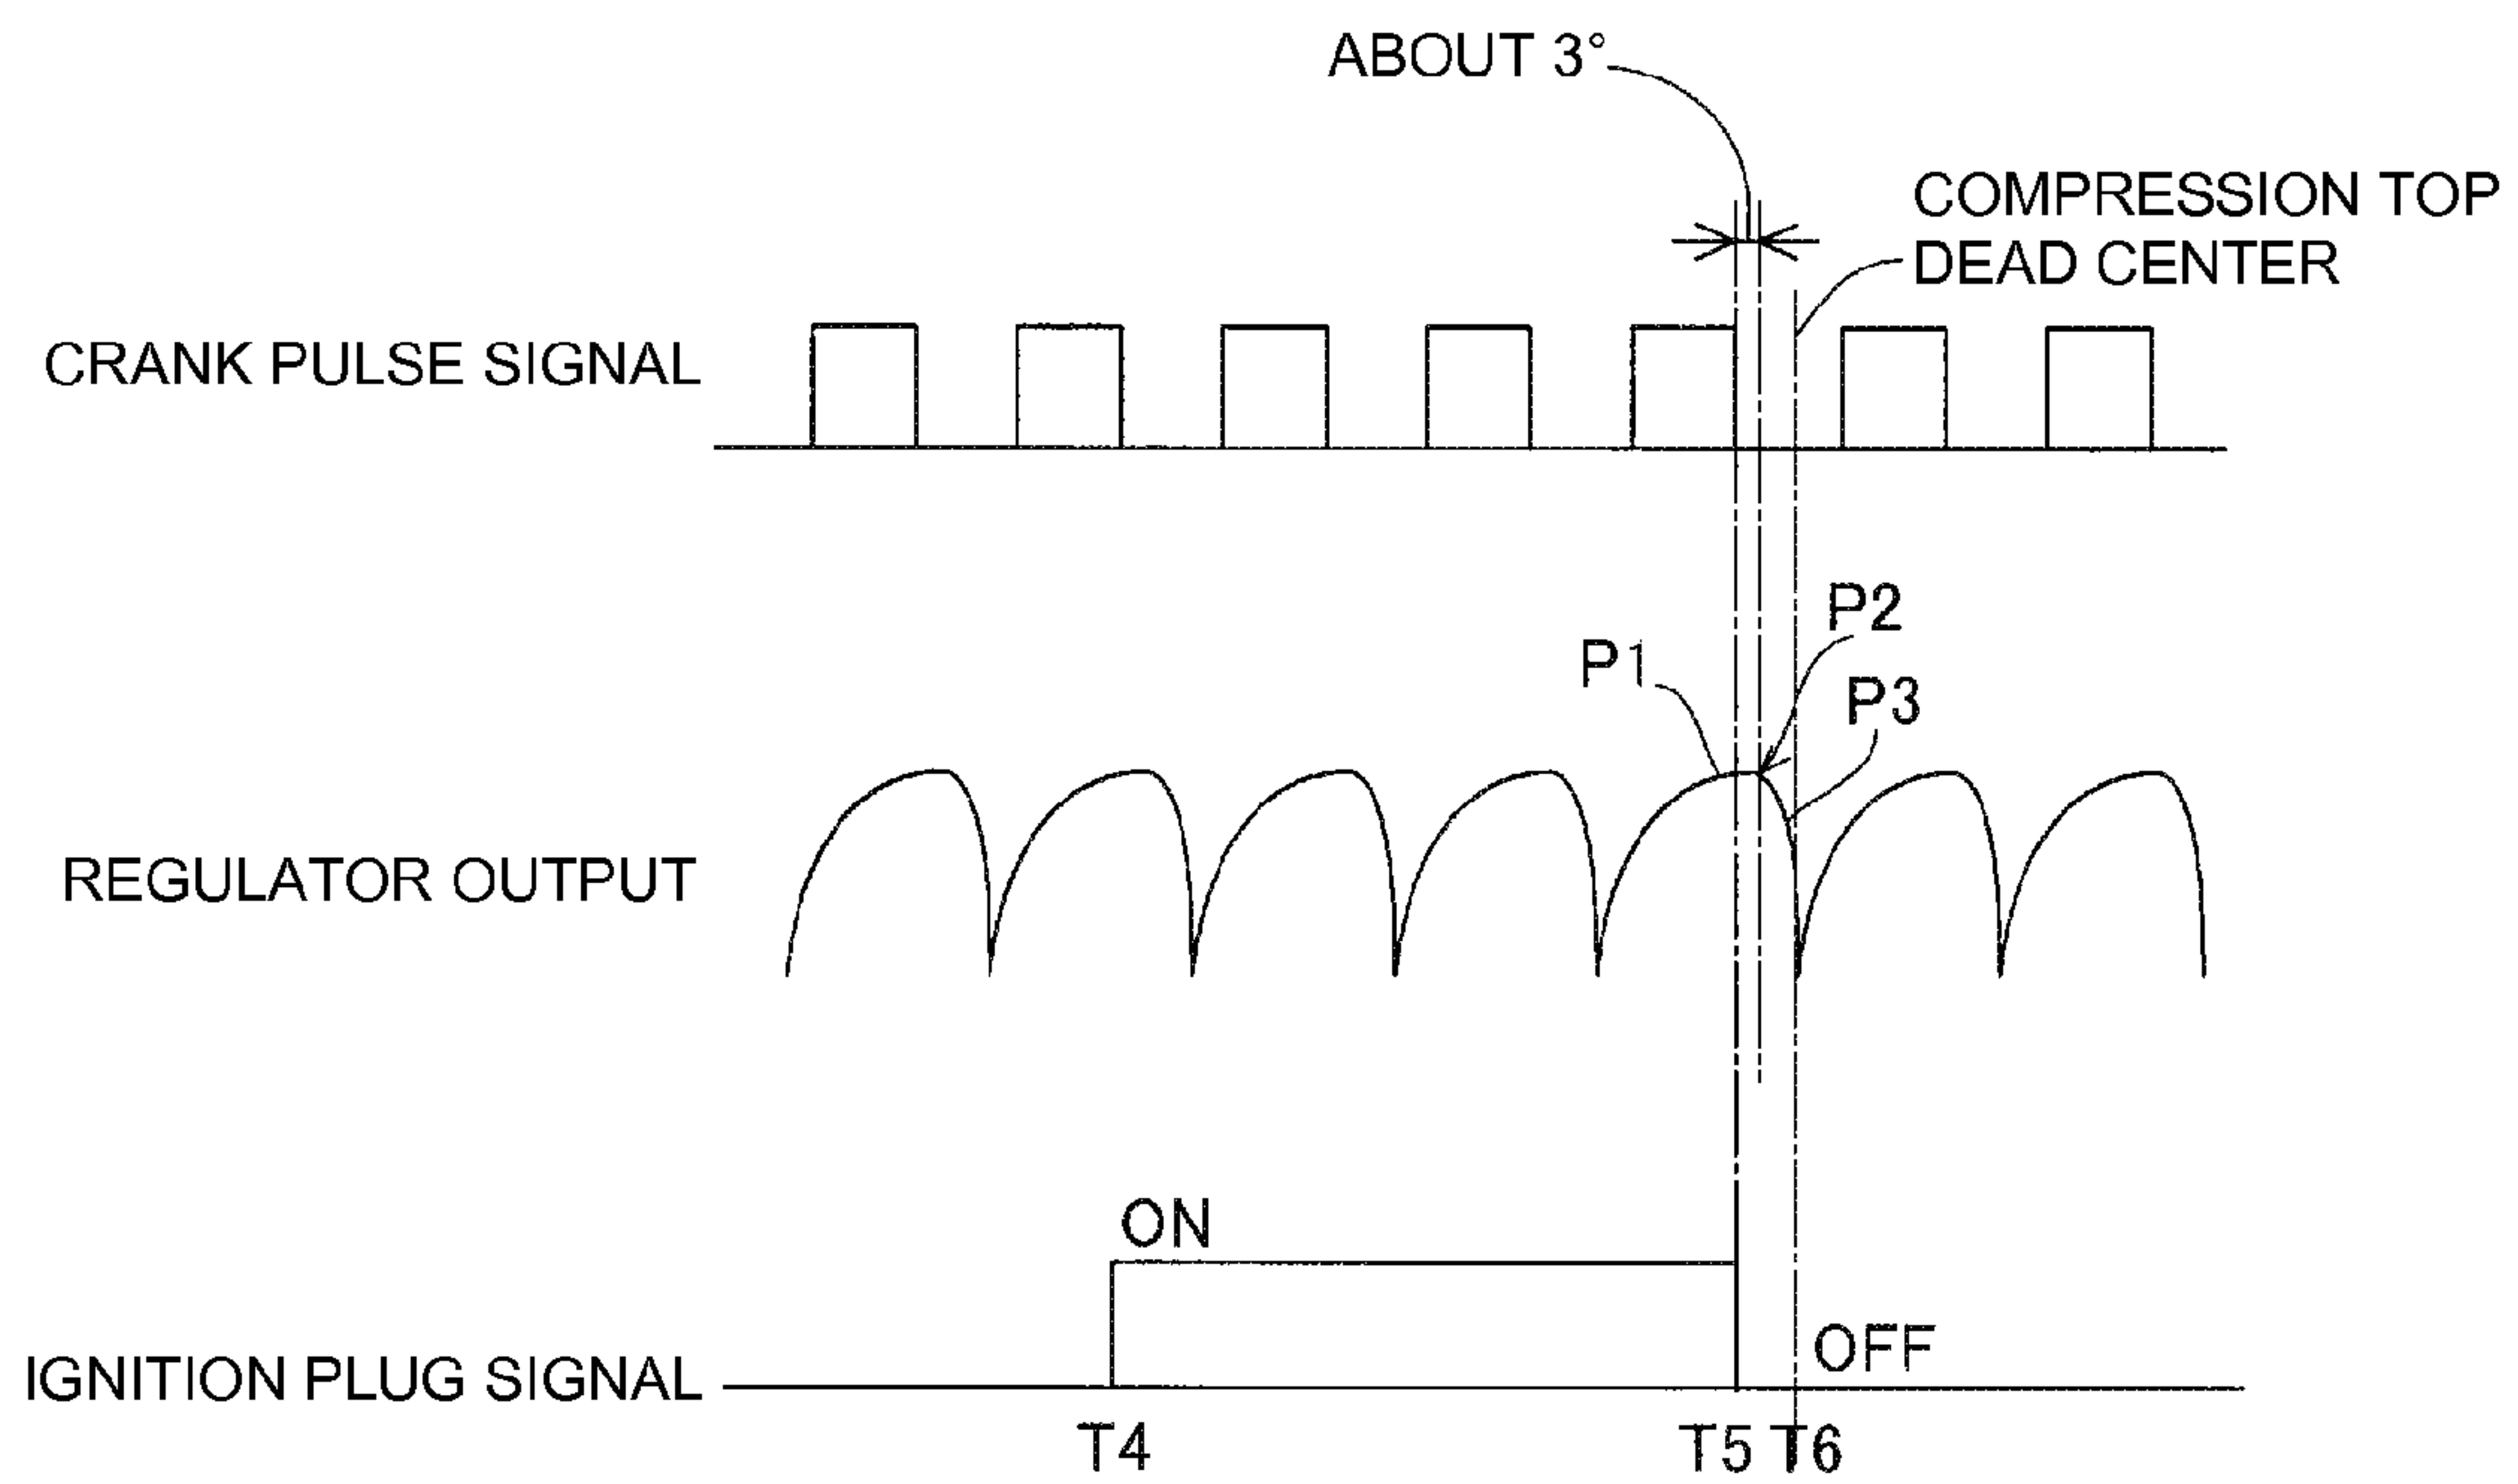 ABOUT 3°
COMPRESSION TOP
DEAD CENTER
CRANK PULSE SIGNAL
P2
P1
P3
REGULATOR OUTPUT
ON
OFF
IGNITION PLUG SIGNAL
T4 T5 T6